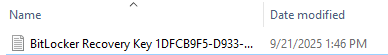 Name Date modified
BitLocker Recovery Key 1DFCB9F5-D933-... 9/21/2025 1:46 PM